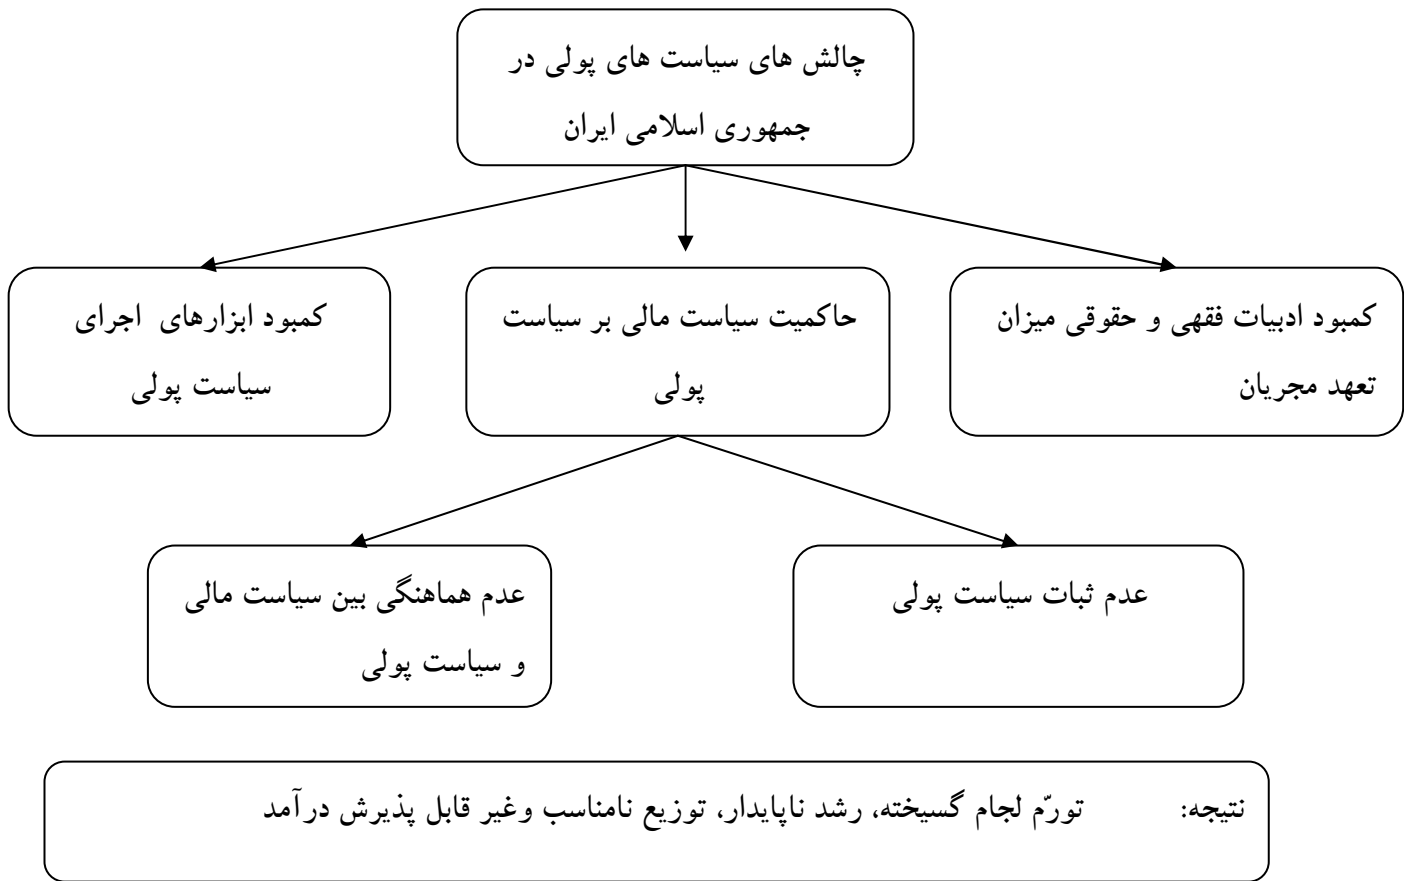 چالش های سیاست های پولی در
جمهوری اسلامی ایران
کمبود ادبیات فقهی و حقوقی میزان
تعهد مجریان
حاکمیت سیاست مالی بر سیاست
پولی
کمبود ابزارهای اجرای
سیاست پولی
عدم ثبات سیاست پولی
عدم هماهنگی بین سیاست مالی
و سیاست پولی
نتیجه: تورّم لجام گسیخته، رشد ناپایدار، توزیع نامناسب وغیر قابل پذیرش درآمد